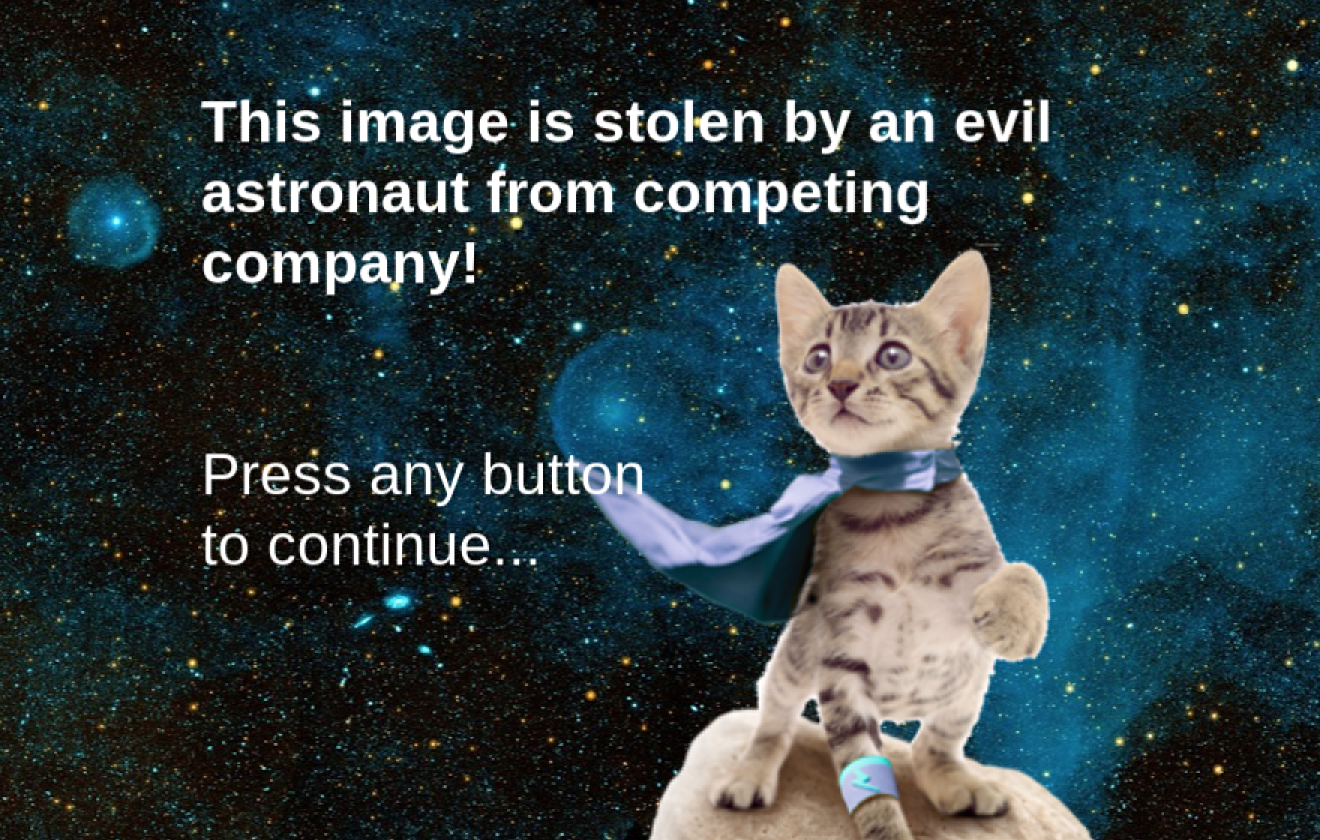 This image is stolen by an evil
astronaut from competing
company!
Press any button
to continue...